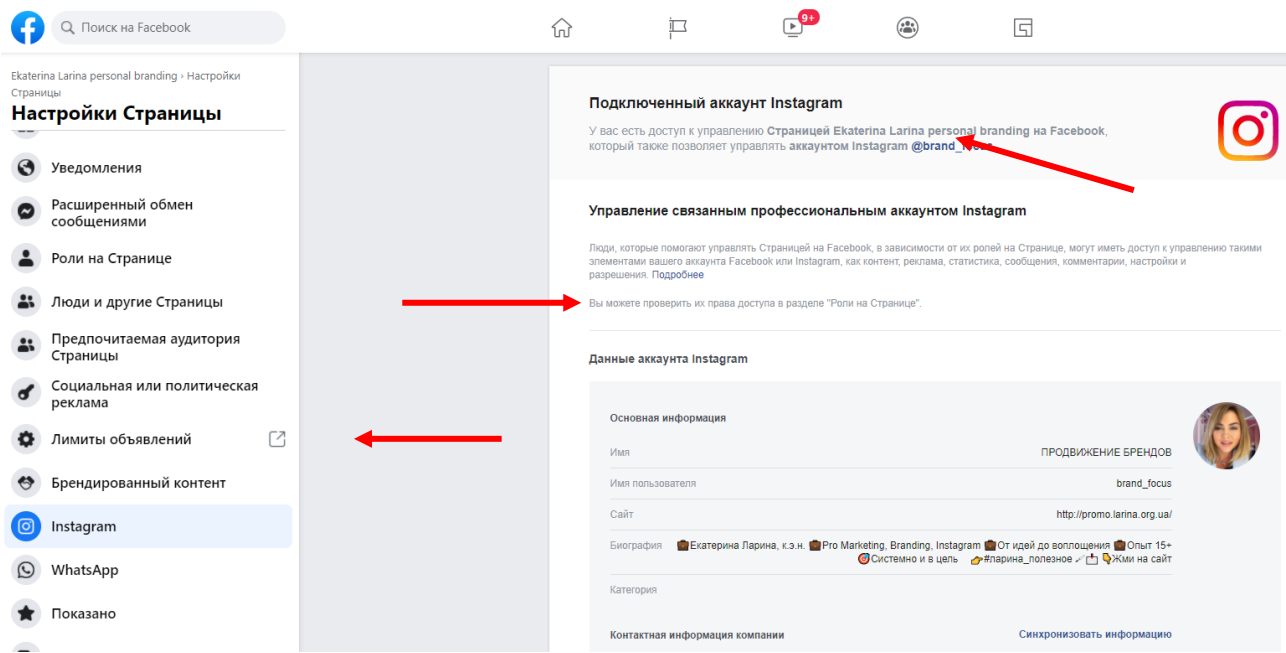 Поиск на Facebook
9+
Ekaterina Larina personal branding › Настройки
Страницы
Настройки Страницы
Уведомления
Расширенный обмен
сообщениями
Роли на Странице
Люди и другие Страницы
Предпочитаемая аудитория
Страницы
Социальная или политическая
реклама
Лимиты объявлений
Брендированный контент
Instagram
WhatsApp
Показано
Подключенный аккаунт Instagram
У вас есть доступ к управлению Страницей Ekaterina Larina personal branding на Facebook,
который также позволяет управлять аккаунтом Instagram @brand_focus
Управление связанным профессиональным аккаунтом Instagram
Люди, которые помогают управлять Страницей на Facebook, в зависимости от их ролей на Странице, могут иметь доступ к управлению такими
элементами вашего аккаунта Facebook или Instagram, как контент, реклама, статистика, сообщения, комментарии, настройки и
разрешения. Подробнее
Вы можете проверить их права доступа в разделе "Роли на Странице".
Данные аккаунта Instagram
Основная информация
Имя ПРОДВИЖЕНИЕ БРЕНДОВ
Имя пользователя brand_focus
Сайт http://promo.larina.org.ua/
Биография 💼Екатерина Ларина, к.э.н. 💼Pro Marketing, Branding, Instagram 💼От идей до воплощения 💼Опыт 15+
🎯Системно и в цель 👉#ларина_полезное 📩 👇Жми на сайт
Категория
Контактная информация компании Синхронизовать информацию